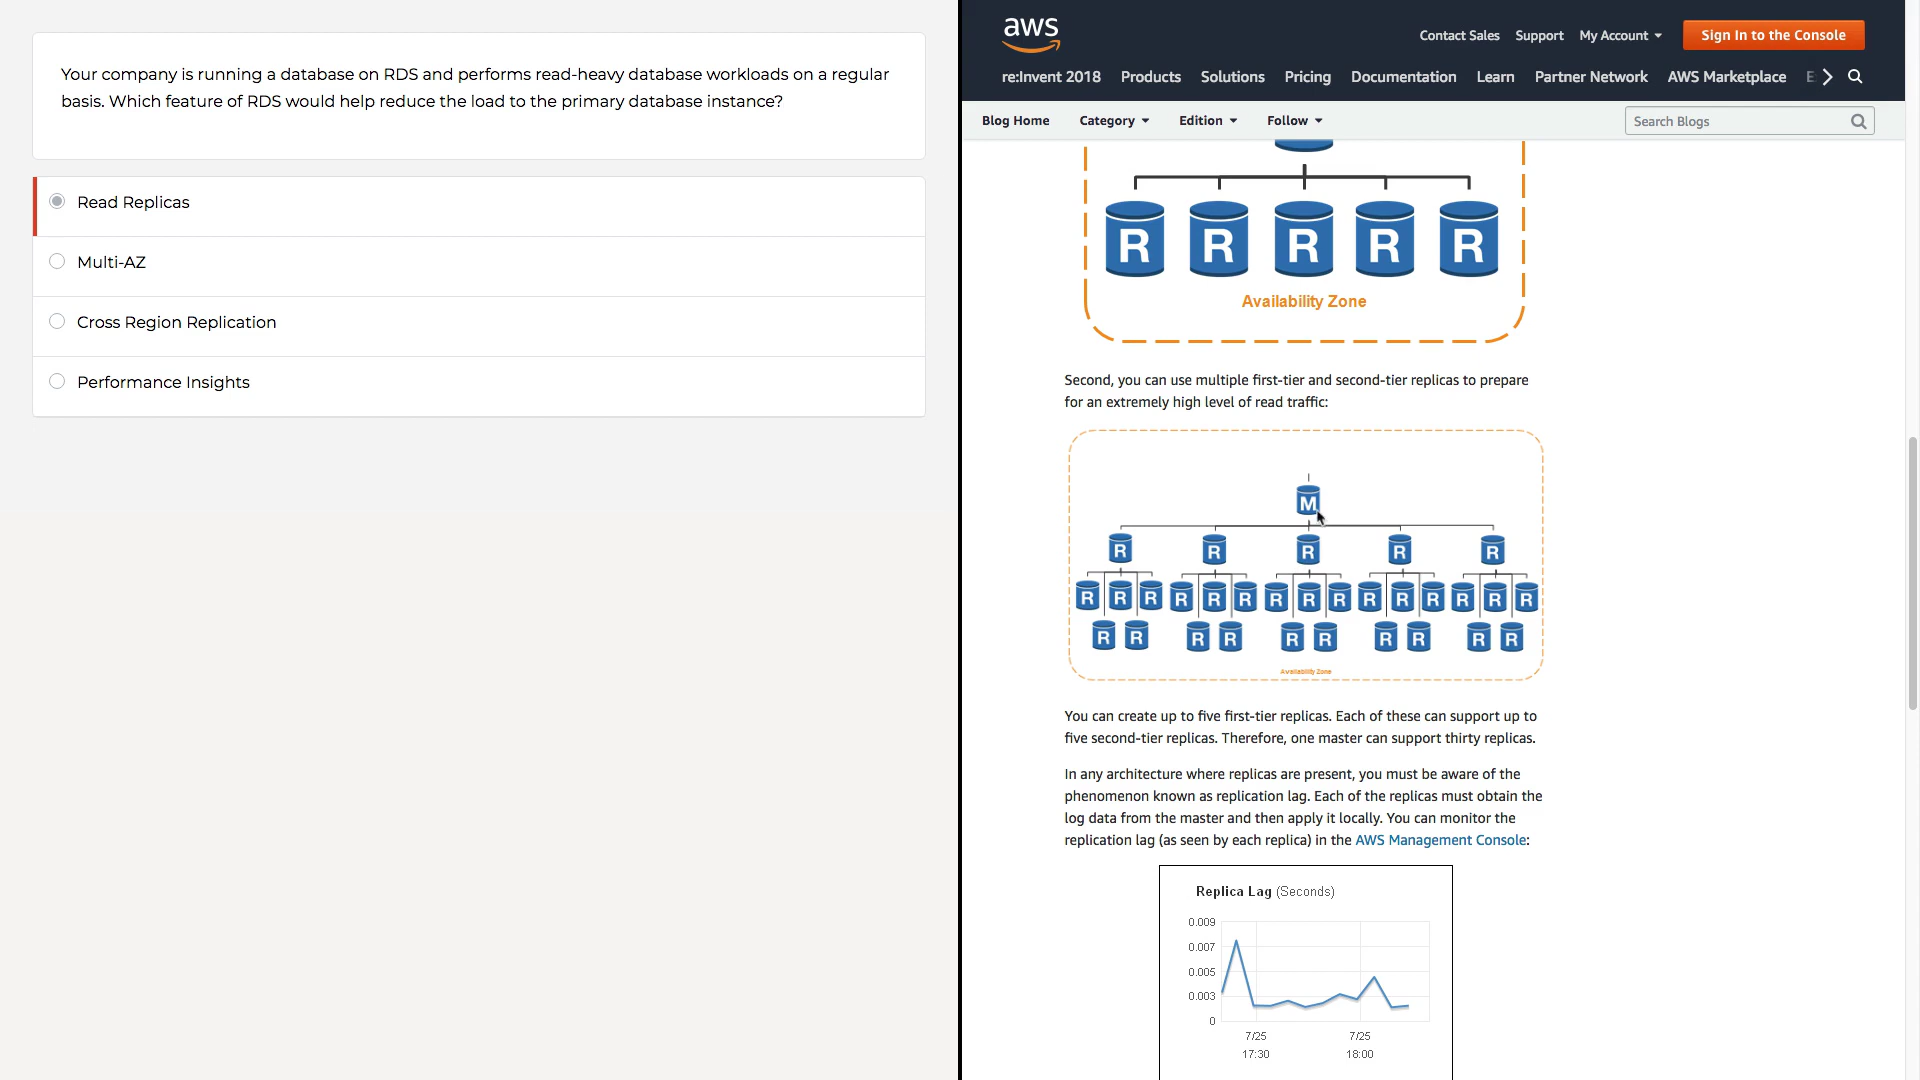 Your company is running a database on RDS and performs read-heavy database workloads on a regular
basis. Which feature of RDS would help reduce the load to the primary database instance?
Read Replicas
Multi-AZ
Cross Region Replication
Performance Insights
aws
Contact Sales Support My Account Sign In to the Console
re:Invent 2018 Products Solutions Pricing Documentation Learn Partner Network AWS Marketplace E
Blog Home Category Edition Follow Search Blogs
R R R R R
Availability Zone
Second, you can use multiple first-tier and second-tier replicas to prepare
for an extremely high level of read traffic:
M
R R R R R
R R R R R R R R R R R R R R R
R R R R R R R R R R
Availability Zone
You can create up to five first-tier replicas. Each of these can support up to
five second-tier replicas. Therefore, one master can support thirty replicas.
In any architecture where replicas are present, you must be aware of the
phenomenon known as replication lag. Each of the replicas must obtain the
log data from the master and then apply it locally. You can monitor the
replication lag (as seen by each replica) in the AWS Management Console:
Replica Lag (Seconds)
0.009
0.007
0.005
0.003
0
7/25 7/25
17:30 18:00